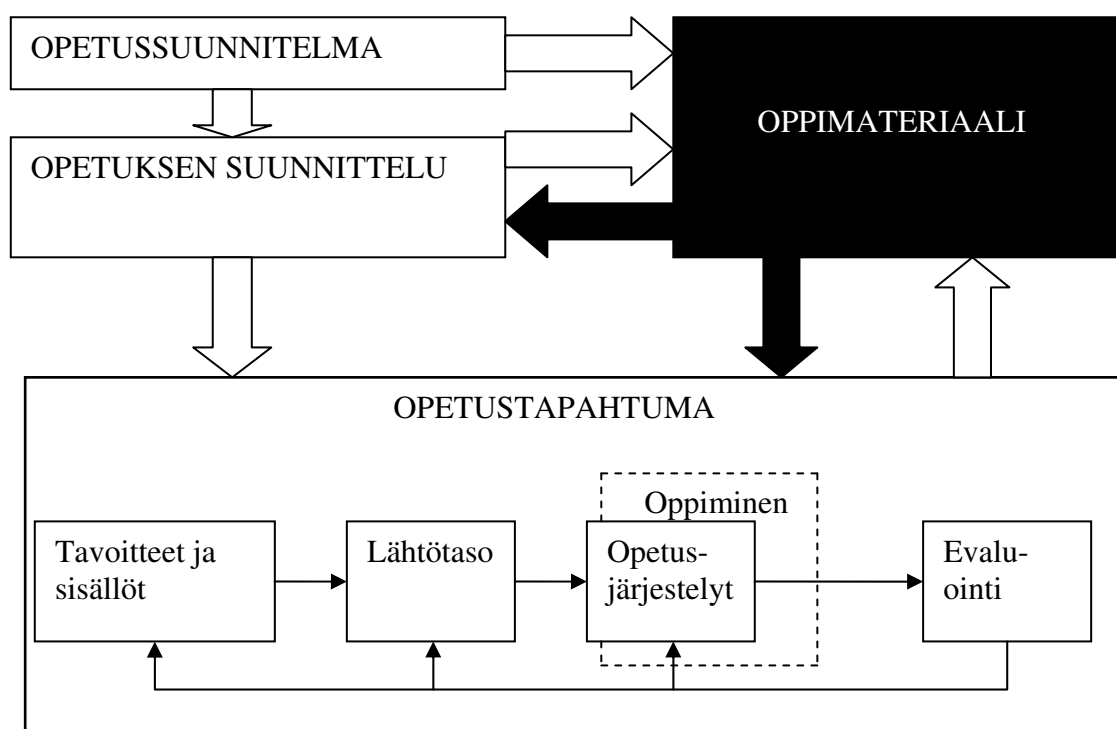 OPETUSSUUNNITELMA
OPPIMATERIAALI
OPETUKSEN SUUNNITTELU
OPETUSTAPAHTUMA
Oppiminen
Tavoitteet ja
sisällöt
Lähtötaso
Opetus-
järjestelyt
Evalu-
ointi